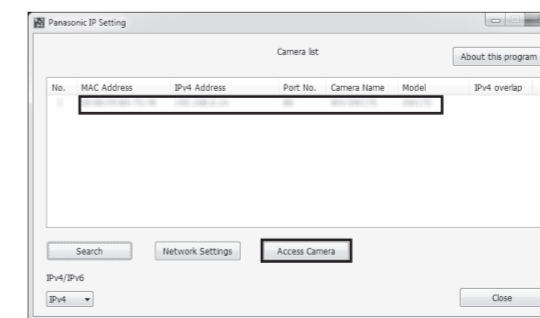 Panasonic IP Setting
Camera list
About this program
No. MAC Address IPv4 Address Port No. Camera Name Model IPv4 overlap
Search Network Settings Access Camera
IPv4/IPv6
IPv4
Close